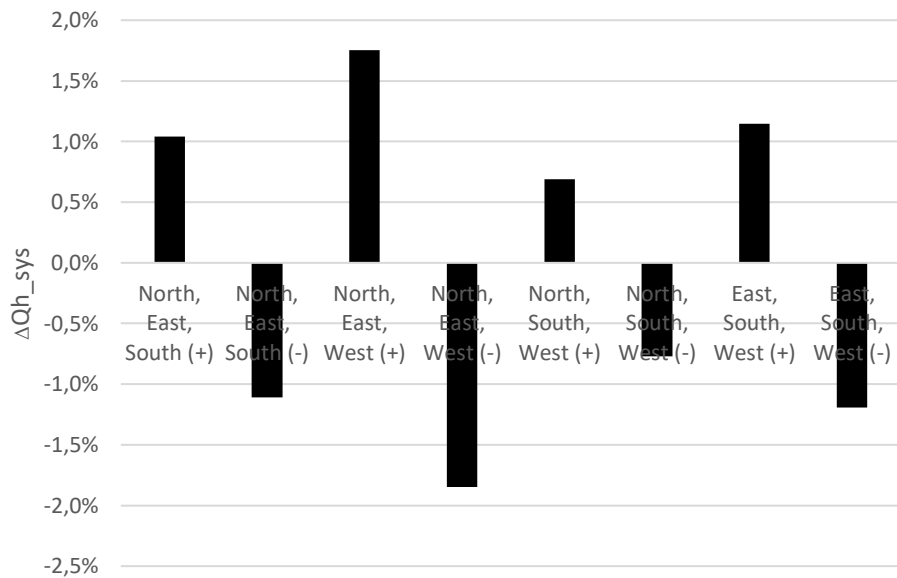 2,0%
1,5%
1,0%
0,5%
0,0%
-0,5%
-1,0%
-1,5%
-2,0%
-2,5%
ΔQh_sys
North,
East,
South (+)
North,
East,
South (-)
North,
East,
West (+)
North,
East,
West (-)
North,
South,
West (+)
North,
South,
West (-)
East,
South,
West (+)
East,
South,
West (-)